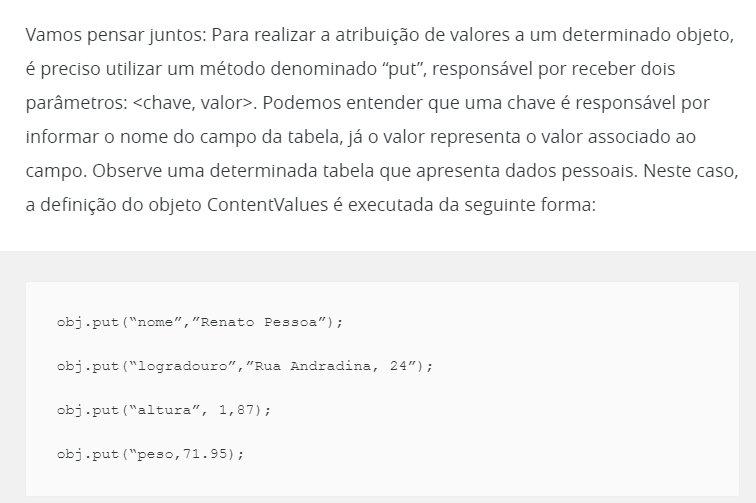 Vamos pensar juntos: Para realizar a atribuição de valores a um determinado objeto,
é preciso utilizar um método denominado “put”, responsável por receber dois
parâmetros: <chave, valor>. Podemos entender que uma chave é responsável por
informar o nome do campo da tabela, já o valor representa o valor associado ao
campo. Observe uma determinada tabela que apresenta dados pessoais. Neste caso,
a definição do objeto ContentValues é executada da seguinte forma:
obj.put(“nome”,”Renato Pessoa”);
obj.put(“logradouro”,”Rua Andradina, 24”);
obj.put(“altura”, 1,87);
obj.put(“peso,71.95);